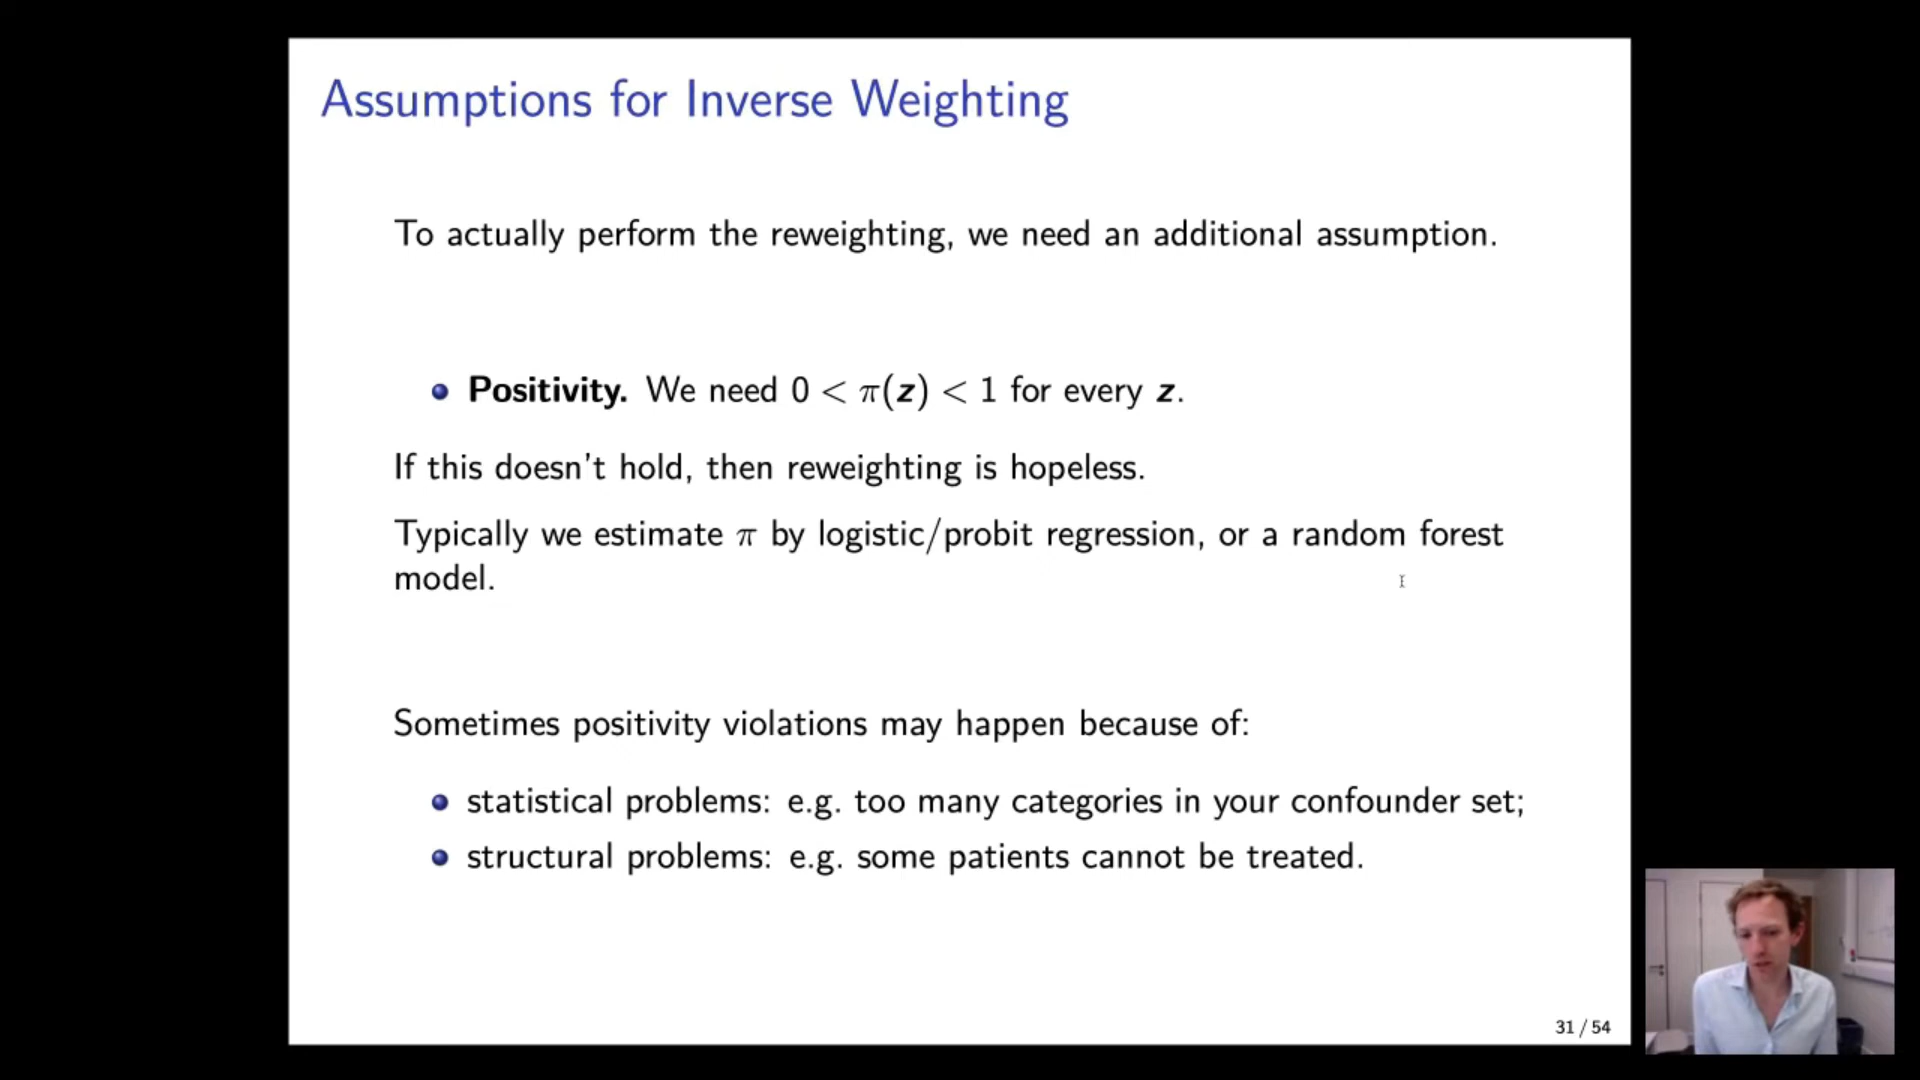 Assumptions for Inverse Weighting
To actually perform the reweighting, we need an additional assumption.
Positivity. We need 0 < π(z) < 1 for every z.
If this doesn't hold, then reweighting is hopeless.
Typically we estimate π by logistic/probit regression, or a random forest
model.
Sometimes positivity violations may happen because of:
statistical problems: e.g. too many categories in your confounder set;
structural problems: e.g. some patients cannot be treated.
31 / 54